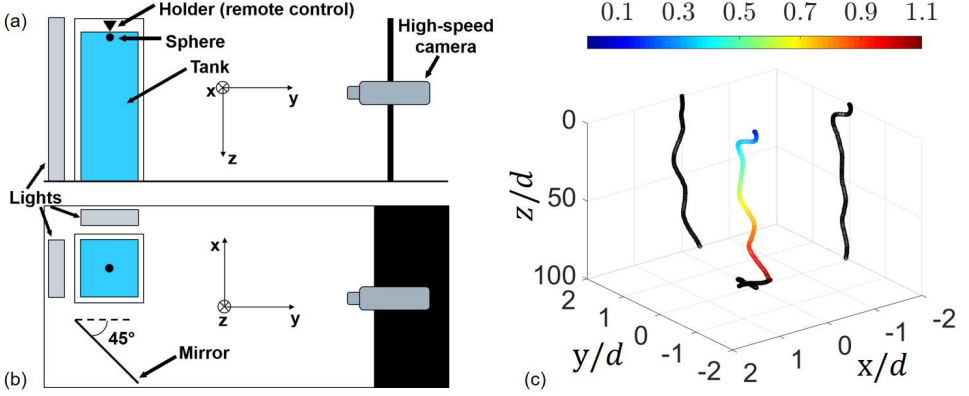 (a)
Holder (remote control)
Sphere
Tank
High-speed
camera
x
y
z
Lights
x
z
y
45°
Mirror
(b)
0.1 0.3 0.5 0.7 0.9 1.1
0
50
100
z/d
2
1
0
-1
-2
y/d
2
1
0
-1
-2
x/d
(c)